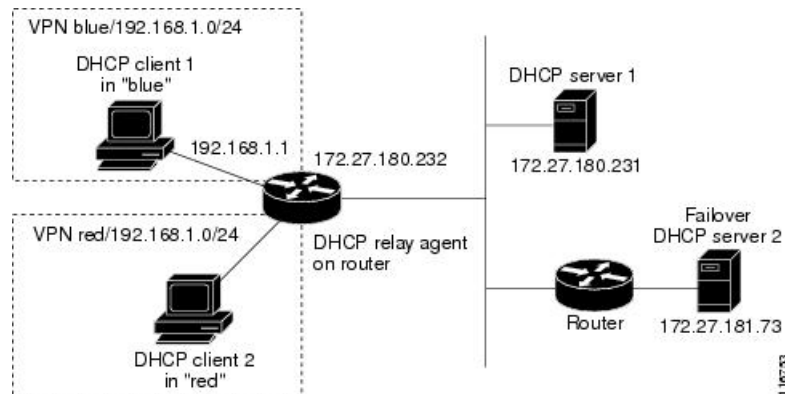 VPN blue/192.168.1.0/24
DHCP client 1
in "blue"
192.168.1.1
172.27.180.232
DHCP relay agent
on router
VPN red/192.168.1.0/24
DHCP client 2
in "red"
DHCP server 1
172.27.180.231
Failover
DHCP server 2
Router
172.27.181.73